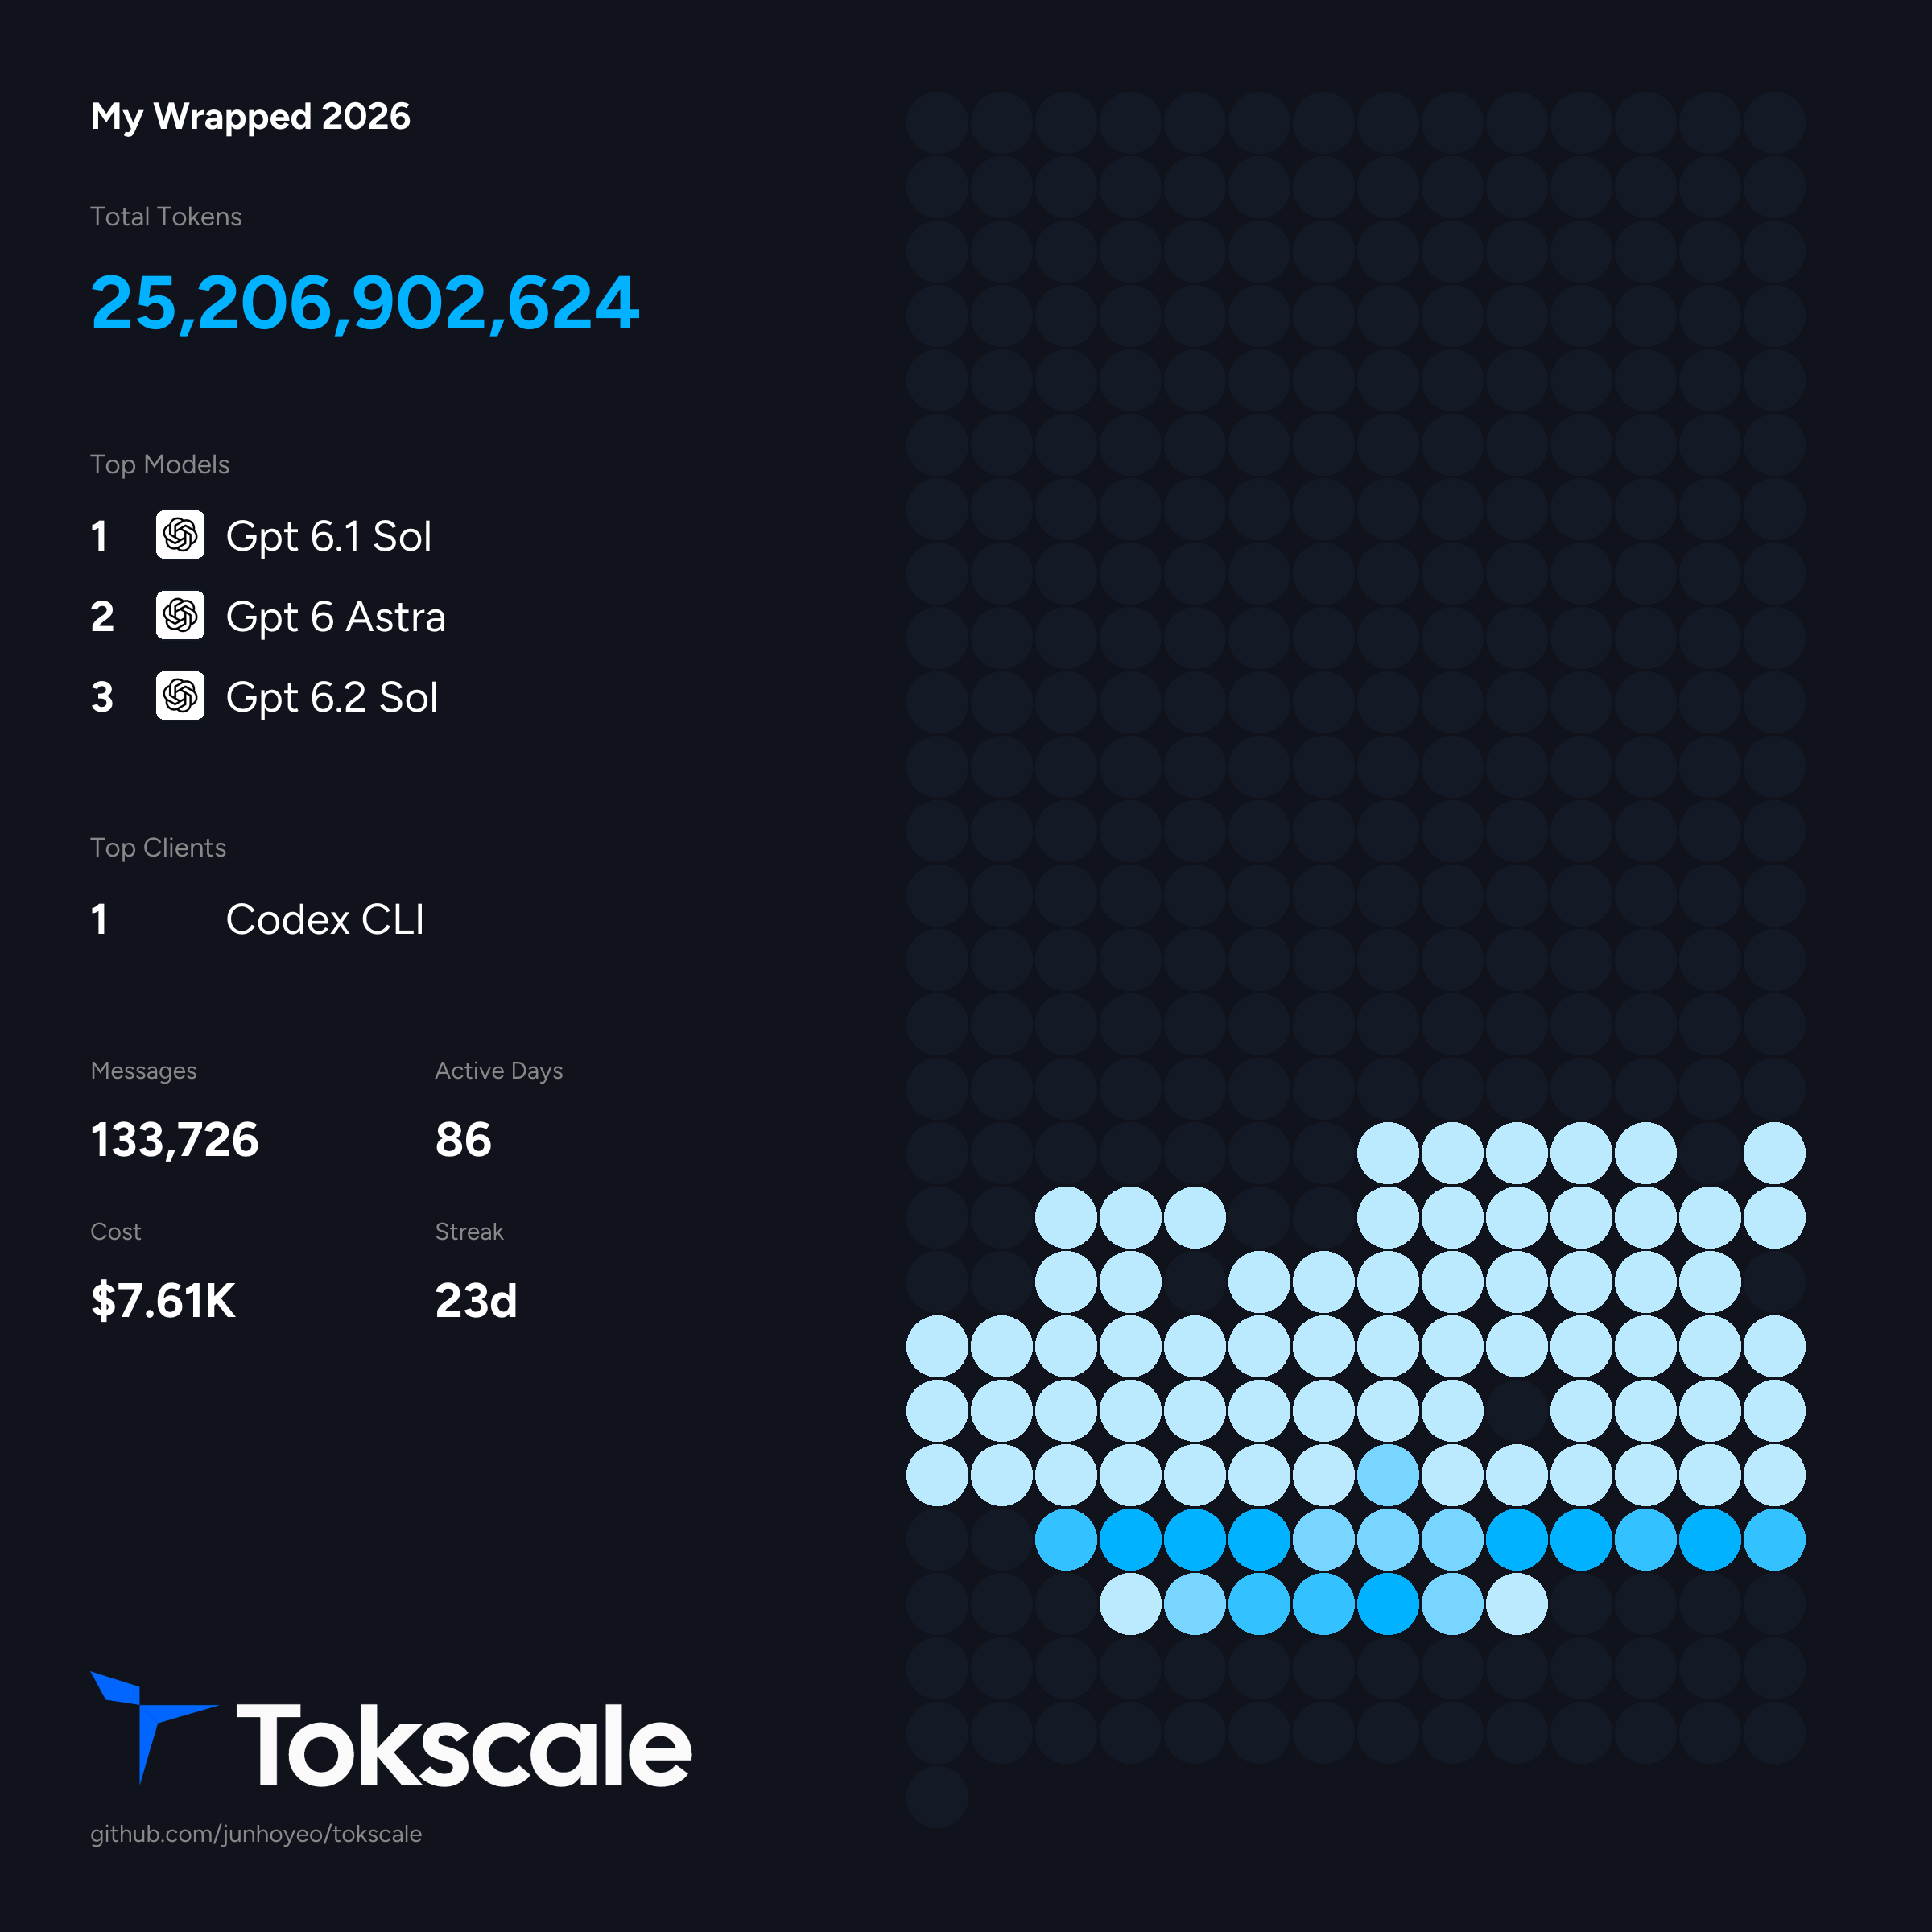 My Wrapped 2026
Total Tokens
25,206,902,624
Top Models
1 Gpt 6.1 Sol
2 Gpt 6 Astra
3 Gpt 6.2 Sol
Top Clients
1 Codex CLI
Messages Active Days
133,726 86
Cost Streak
$7.61K 23d
Tokscale
github.com/junhoyeo/tokscale